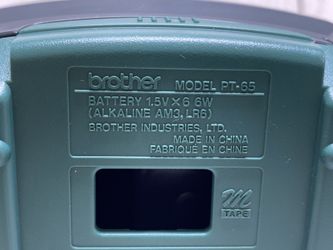 brother MODEL PT-65
BATTERY 1.5V×6 6W
(ALKALINE AM3, LR6)
BROTHER INDUSTRIES, LTD.
MADE IN CHINA
FABRIQUE EN CHINE
M
TAPE